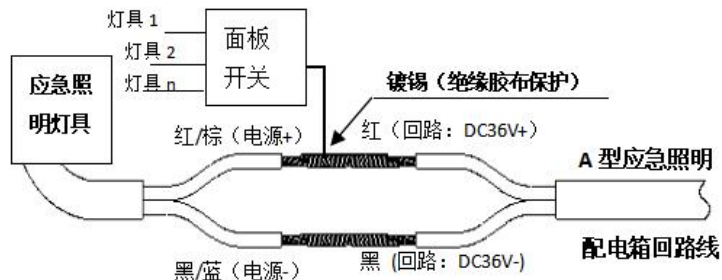 灯具 1
灯具 2
灯具 n
面板
开关
应急照
明灯具
镀锡（绝缘胶布保护）
红/棕（电源+）
红（回路：DC36V+）
A 型应急照明
配电箱回路线
黑/蓝（电源-）
黑（回路：DC36V-）